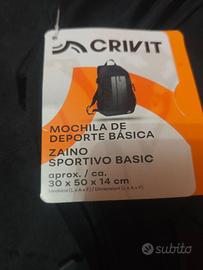 CRIVIT
MOCHILA DE
DEPORTE BÁSICA
ZAINO
SPORTIVO BASIC
aprox. / ca.
30 x 50 x 14 cm
subito